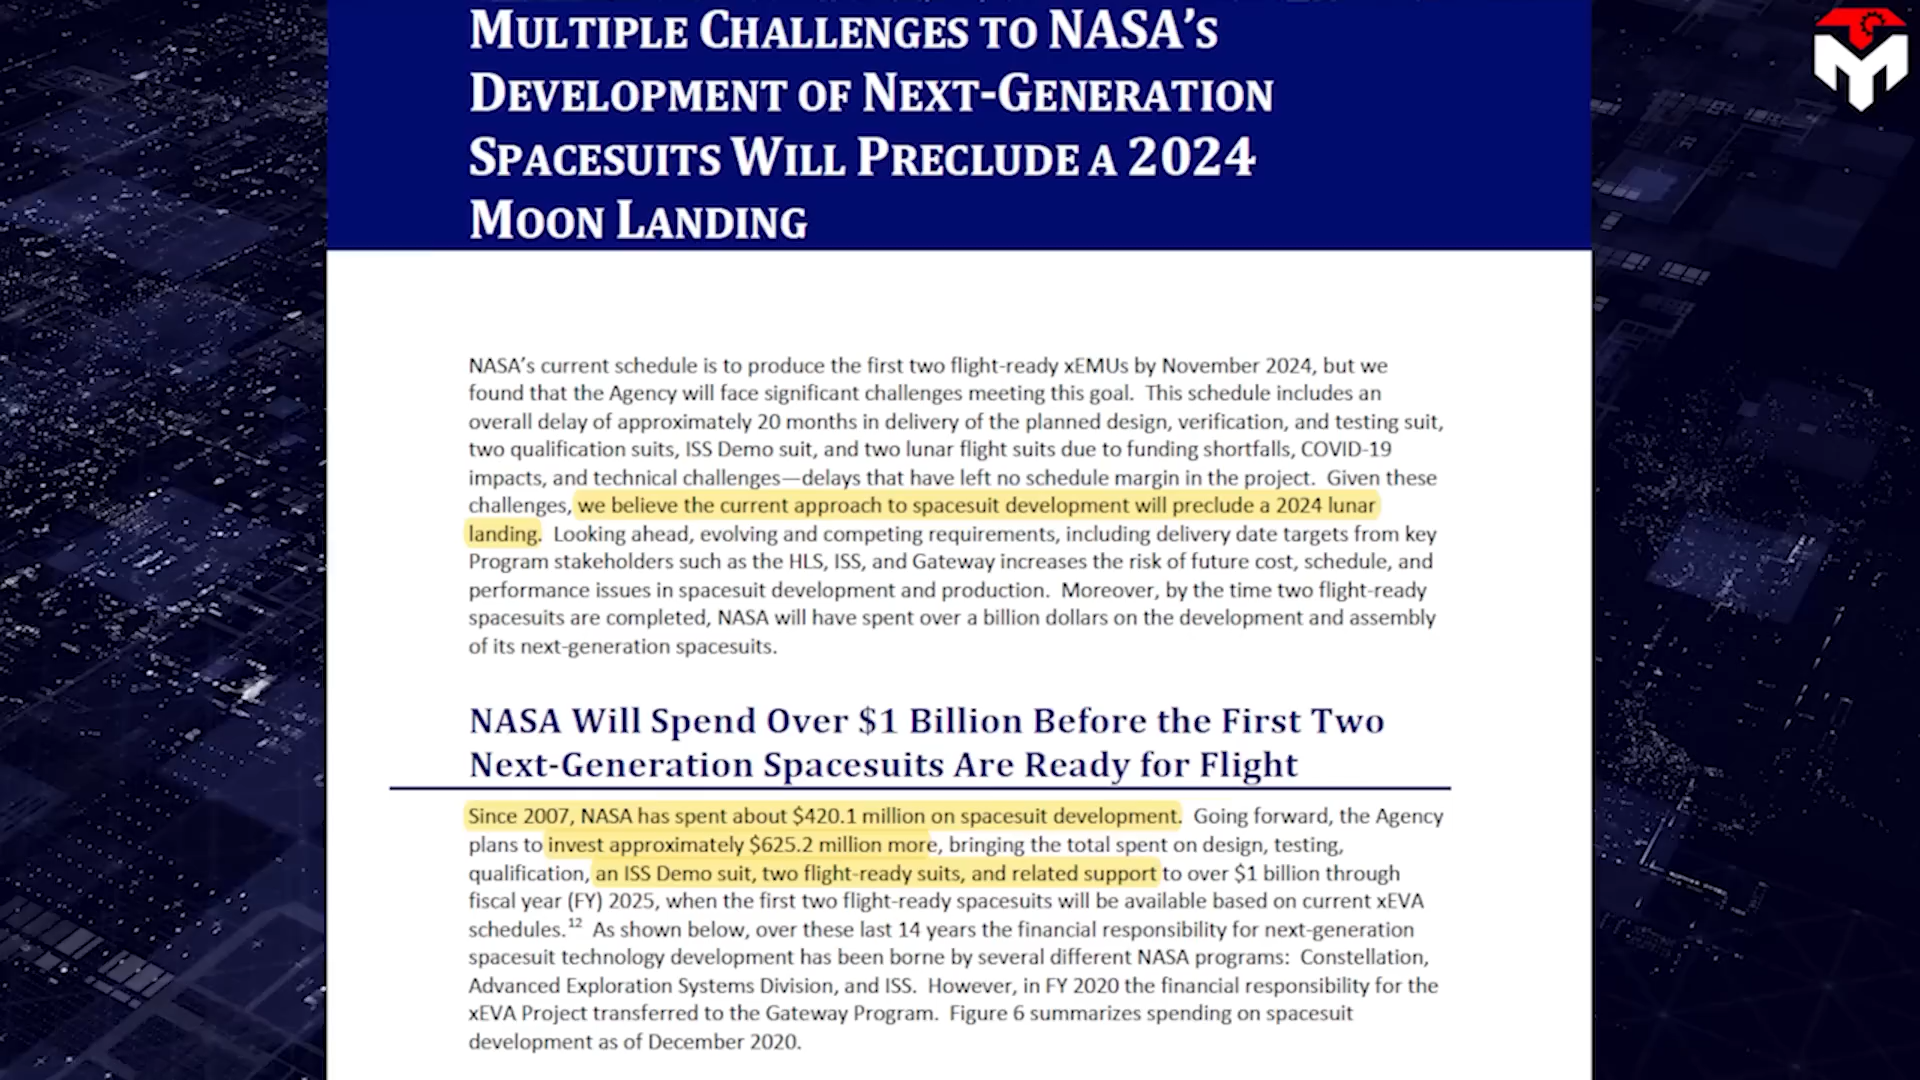 MULTIPLE CHALLENGES TO NASA'S
DEVELOPMENT OF NEXT-GENERATION
SPACESUITS WILL PRECLUDE A 2024
MOON LANDING
NASA's current schedule is to produce the first two flight-ready xEMUs by November 2024, but we
found that the Agency will face significant challenges meeting this goal. This schedule includes an
overall delay of approximately 20 months in delivery of the planned design, verification, and testing suit,
two qualification suits, ISS Demo suit, and two lunar flight suits due to funding shortfalls, COVID-19
impacts, and technical challenges—delays that have left no schedule margin in the project. Given these
challenges, we believe the current approach to spacesuit development will preclude a 2024 lunar
landing. Looking ahead, evolving and competing requirements, including delivery date targets from key
Program stakeholders such as the HLS, ISS, and Gateway increases the risk of future cost, schedule, and
performance issues in spacesuit development and production. Moreover, by the time two flight-ready
spacesuits are completed, NASA will have spent over a billion dollars on the development and assembly
of its next-generation spacesuits.
NASA Will Spend Over $1 Billion Before the First Two
Next-Generation Spacesuits Are Ready for Flight
Since 2007, NASA has spent about $420.1 million on spacesuit development. Going forward, the Agency
plans to invest approximately $625.2 million more, bringing the total spent on design, testing,
qualification, an ISS Demo suit, two flight-ready suits, and related support to over $1 billion through
fiscal year (FY) 2025, when the first two flight-ready spacesuits will be available based on current xEVA
schedules.12 As shown below, over these last 14 years the financial responsibility for next-generation
spacesuit technology development has been borne by several different NASA programs: Constellation,
Advanced Exploration Systems Division, and ISS. However, in FY 2020 the financial responsibility for the
xEVA Project transferred to the Gateway Program. Figure 6 summarizes spending on spacesuit
development as of December 2020.